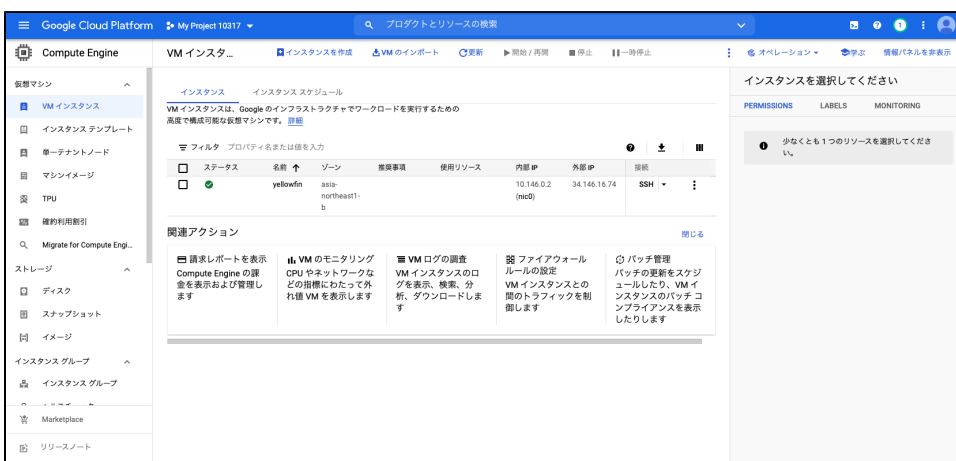 Google Cloud Platform
My Project 10317
プロダクトとリソースの検索
1
Compute Engine
VM インスタ...
インスタンスを作成
VM のインポート
更新
開始 / 再開
停止
一時停止
オペレーション
学ぶ
情報パネルを非表示
仮想マシン
VM インスタンス
インスタンス テンプレート
単一テナントノード
マシンイメージ
TPU
確約利用割引
Migrate for Compute Engi...
ストレージ
ディスク
スナップショット
イメージ
インスタンス グループ
インスタンス グループ
Marketplace
リリースノート
インスタンス
インスタンス スケジュール
VM インスタンスは、Google のインフラストラクチャでワークロードを実行するための
高度で構成可能な仮想マシンです。 詳細
フィルタ プロパティ名または値を入力
ステータス 名前 ゾーン 推奨事項 使用リソース 内部 IP 外部 IP 接続
yellowfin asia- 10.146.0.2 34.146.16.74 SSH
northeast1- (nic0)
b
関連アクション
閉じる
請求レポートを表示
Compute Engine の課
金を表示および管理し
ます
VM のモニタリング
CPU やネットワークな
どの指標にわたって外
れ値 VM を表示します
VM ログの調査
VM インスタンスのロ
グを表示、検索、分
析、ダウンロードしま
す
ファイアウォール
ルールの設定
VM インスタンスとの
間のトラフィックを制
御します
パッチ管理
パッチの更新をスケジ
ュールしたり、VM イ
ンスタンスのパッチ コ
ンプライアンスを表示
したりします
インスタンスを選択してください
PERMISSIONS
LABELS
MONITORING
少なくとも 1 つのリソースを選択してくださ
い。